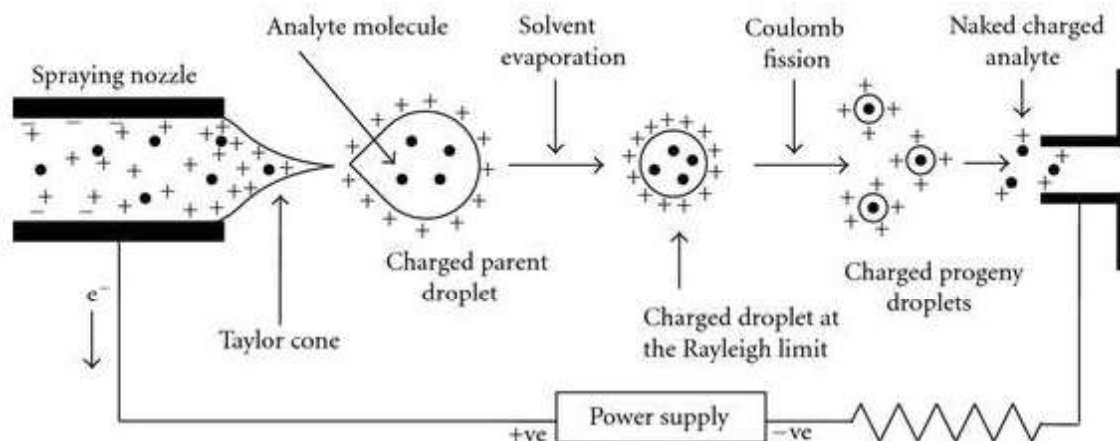 Analyte molecule
Solvent
evaporation
Coulomb
fission
Naked charged
analyte
Spraying nozzle
Charged parent
droplet
Charged progeny
droplets
e⁻
Taylor cone
Charged droplet at
the Rayleigh limit
Power supply
+ve
−ve